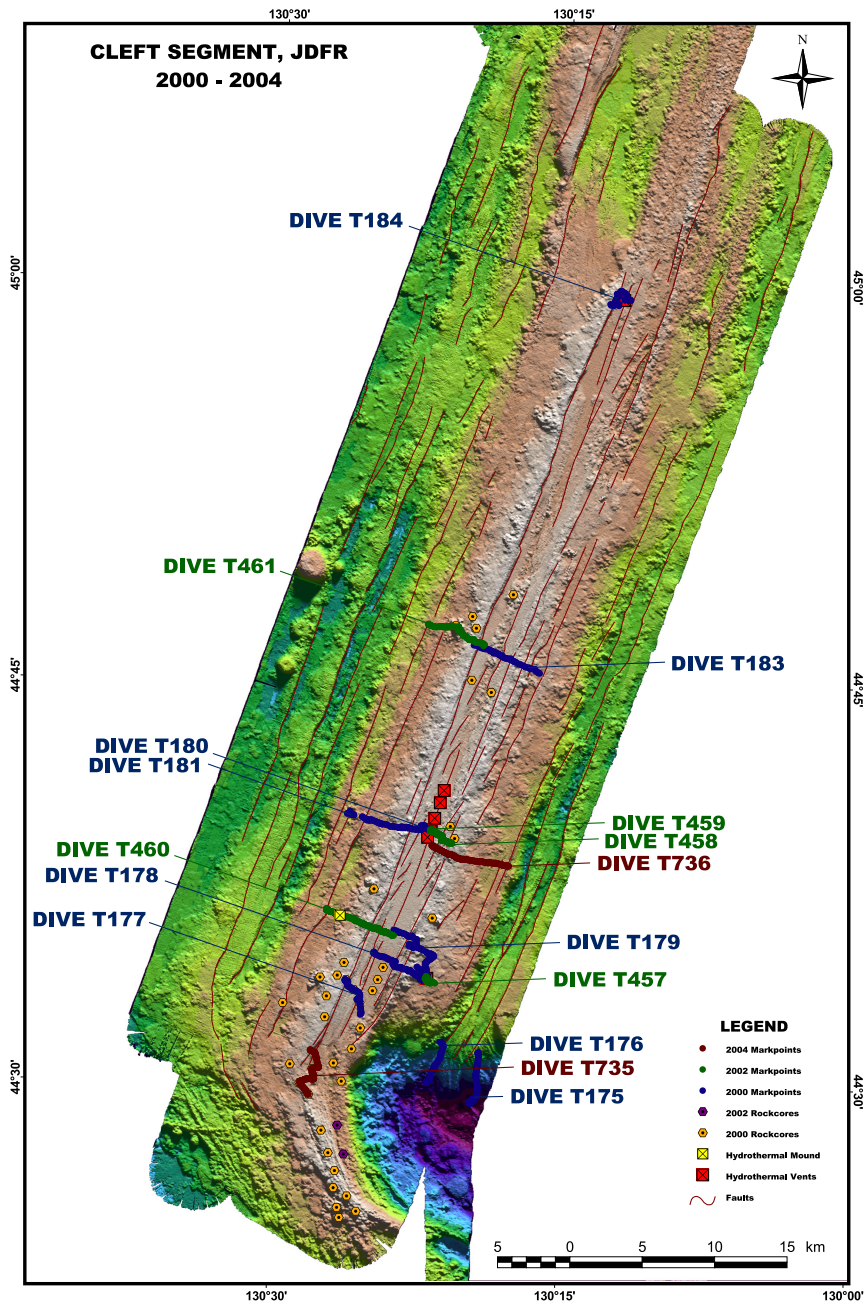 130°30'
130°15'
CLEFT SEGMENT, JDFR
2000 - 2004
N
DIVE T184
45°00'
45°00'
DIVE T461
DIVE T183
44°45'
44°45'
DIVE T180
DIVE T181
DIVE T459
DIVE T458
DIVE T460
DIVE T736
DIVE T178
DIVE T177
DIVE T179
DIVE T457
LEGEND
DIVE T176
2004 Markpoints
DIVE T735
2002 Markpoints
44°30'
44°30'
DIVE T175
2000 Markpoints
2002 Rockcores
2000 Rockcores
Hydrothermal Mound
Hydrothermal Vents
Faults
5 0 5 10 15 km
130°30'
130°15'
130°00'